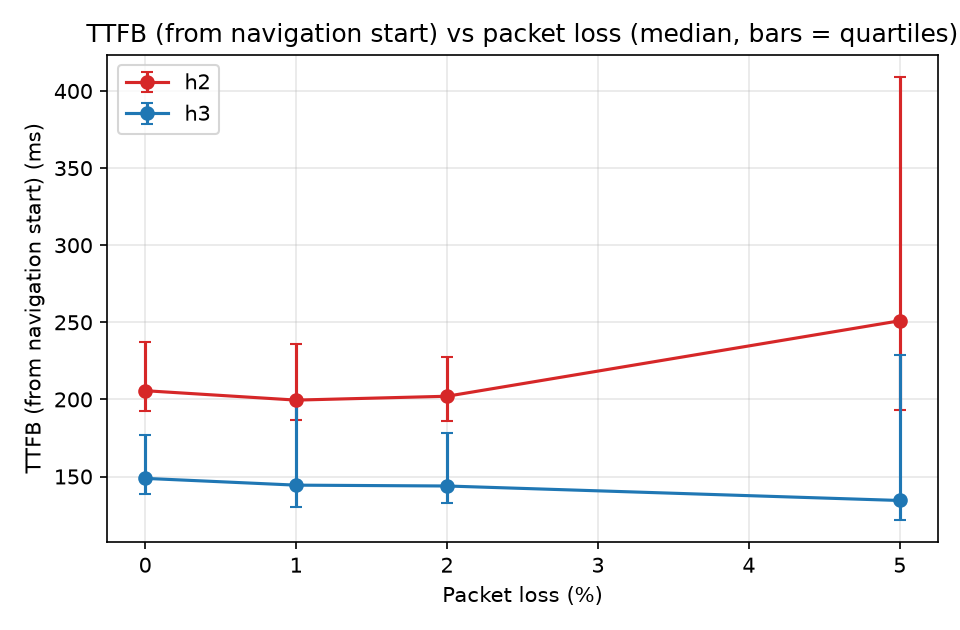 TTFB (from navigation start) vs packet loss (median, bars = quartiles)
h2
h3
TTFB (from navigation start) (ms)
400
350
300
250
200
150
0 1 2 3 4 5
Packet loss (%)